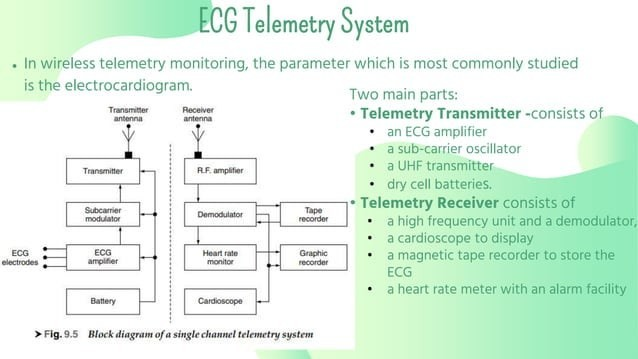 ECG Telemetry System
• In wireless telemetry monitoring, the parameter which is most commonly studied
is the electrocardiogram.
Two main parts:
• Telemetry Transmitter -consists of
• an ECG amplifier
• a sub-carrier oscillator
• a UHF transmitter
• dry cell batteries.
• Telemetry Receiver consists of
• a high frequency unit and a demodulator,
• a cardioscope to display
• a magnetic tape recorder to store the
ECG
• a heart rate meter with an alarm facility
Transmitter
antenna
Receiver
antenna
Transmitter
R.F. amplifier
Subcarrier
modulator
Demodulator
Tape
recorder
ECG
electrodes
ECG
amplifier
Heart rate
monitor
Graphic
recorder
Battery
Cardioscope
➤ Fig. 9.5 Block diagram of a single channel telemetry system